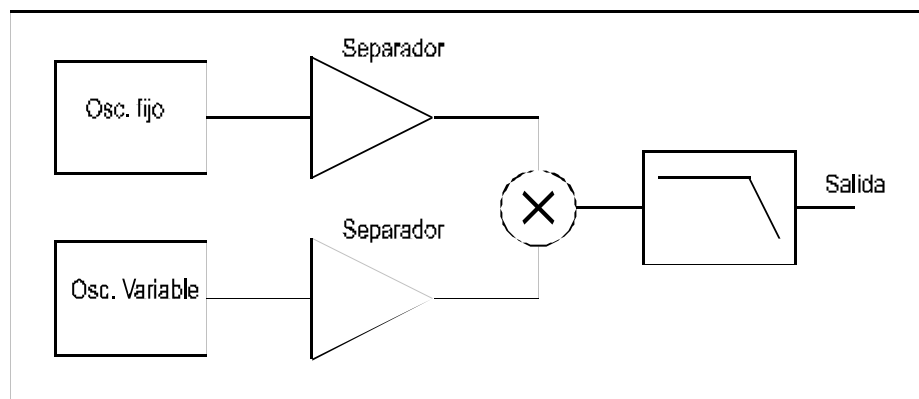 Separador
Osc. fijo
Separador
Salida
Osc. Variable